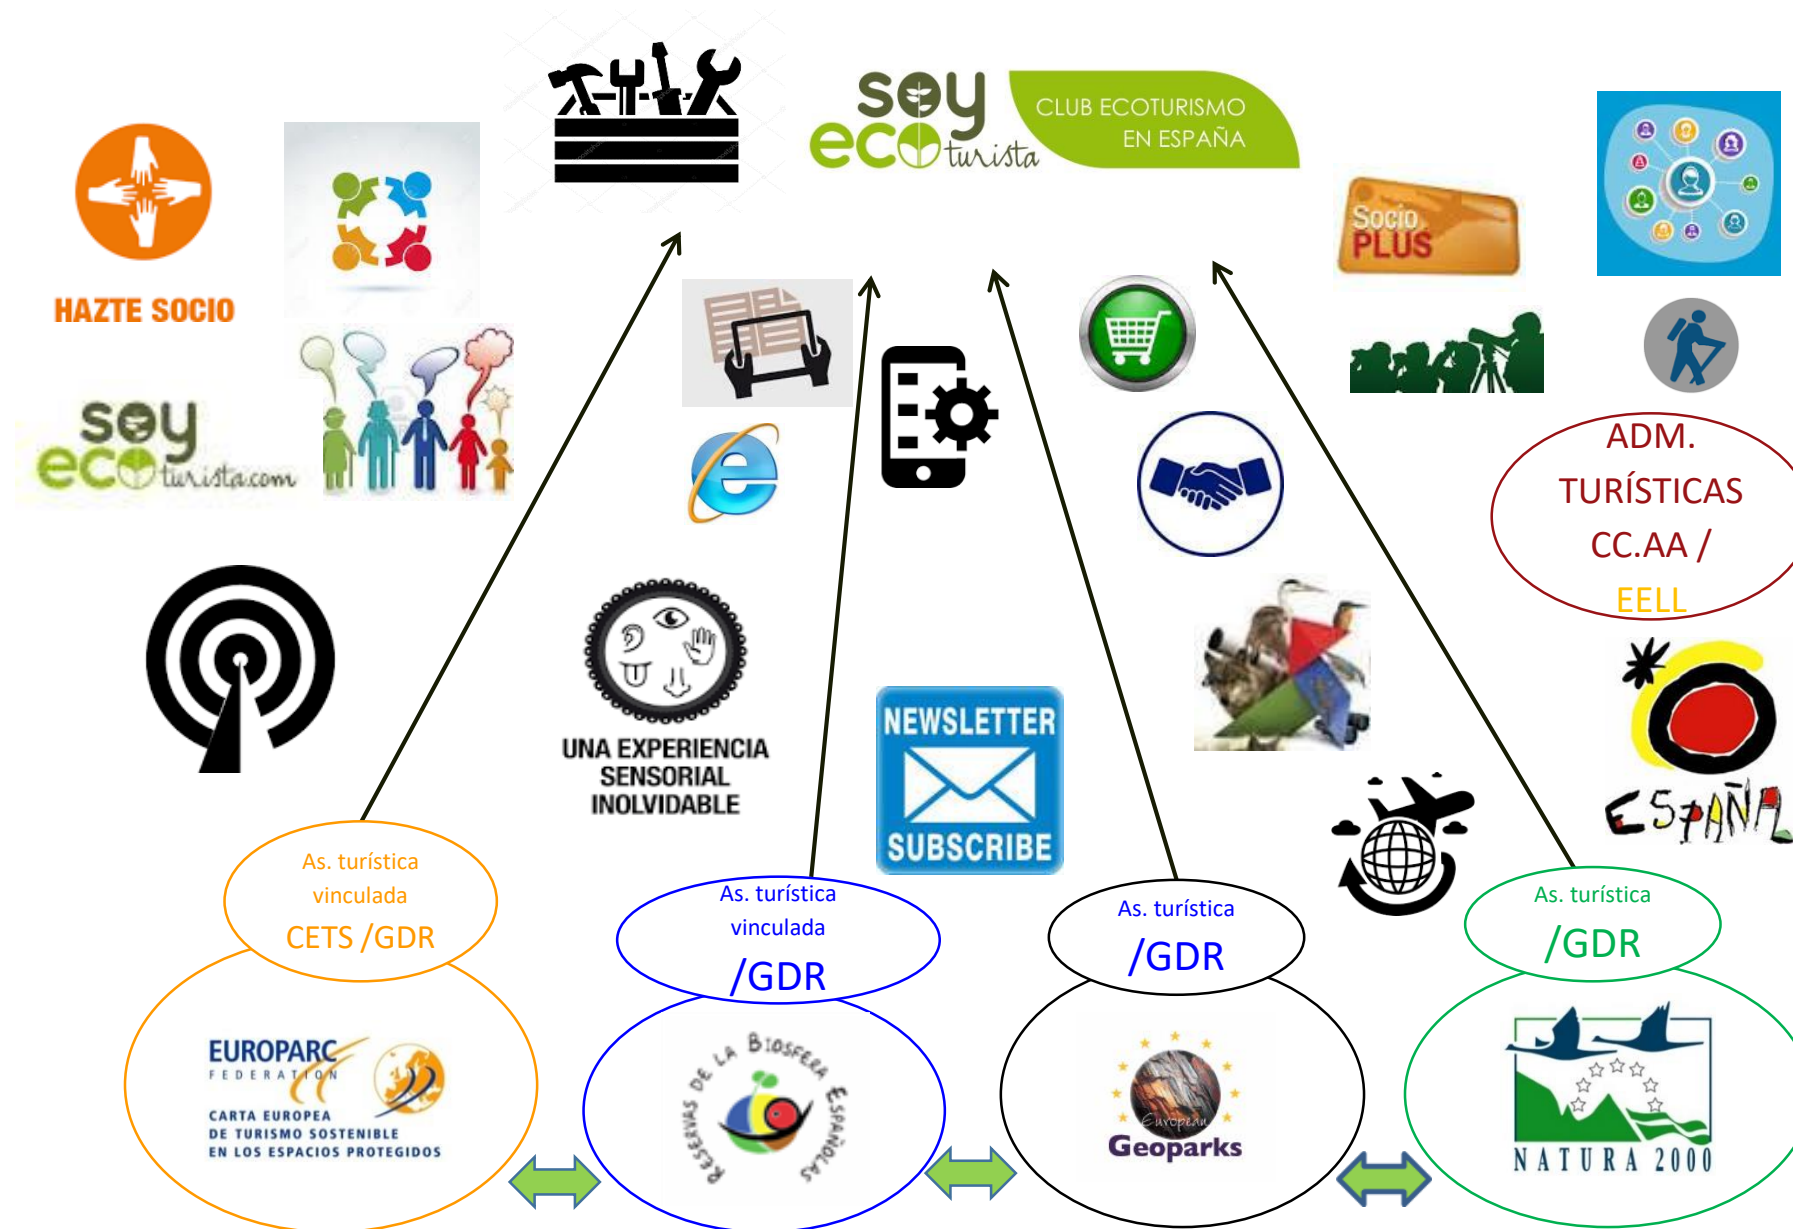 soy
eco turista
CLUB ECOTURISMO
EN ESPAÑA
HAZTE SOCIO
Socio
PLUS
soy
eco turista.com
ADM.
TURÍSTICAS
CC.AA /
EELL
UNA EXPERIENCIA
SENSORIAL
INOLVIDABLE
NEWSLETTER
SUBSCRIBE
ESPAÑA
As. turística
vinculada
CETS /GDR
As. turística
vinculada
/GDR
As. turística
/GDR
As. turística
/GDR
EUROPARC
FEDERATION
CARTA EUROPEA
DE TURISMO SOSTENIBLE
EN LOS ESPACIOS PROTEGIDOS
RESERVAS DE LA BIOSFERA ESPAÑOLAS
European
Geoparks
NATURA 2000